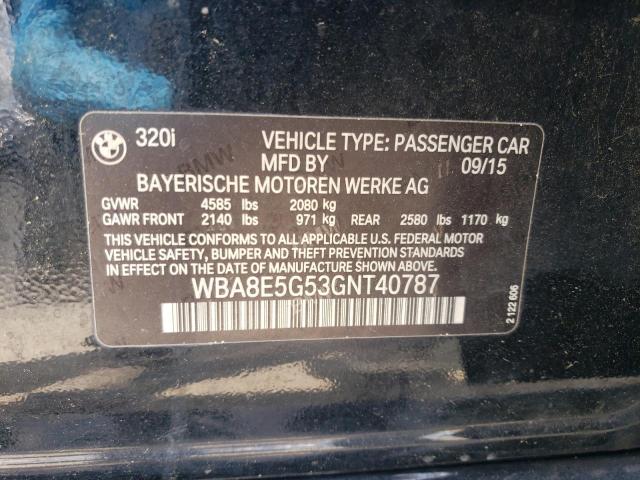 320i VEHICLE TYPE: PASSENGER CAR
MFD BY 09/15
BAYERISCHE MOTOREN WERKE AG
GVWR 4585 lbs 2080 kg
GAWR FRONT 2140 lbs 971 kg REAR 2580 lbs 1170 kg
THIS VEHICLE CONFORMS TO ALL APPLICABLE U.S. FEDERAL MOTOR
VEHICLE SAFETY, BUMPER AND THEFT PREVENTION STANDARDS
IN EFFECT ON THE DATE OF MANUFACTURE SHOWN ABOVE.
WBA8E5G53GNT40787
2 122 606